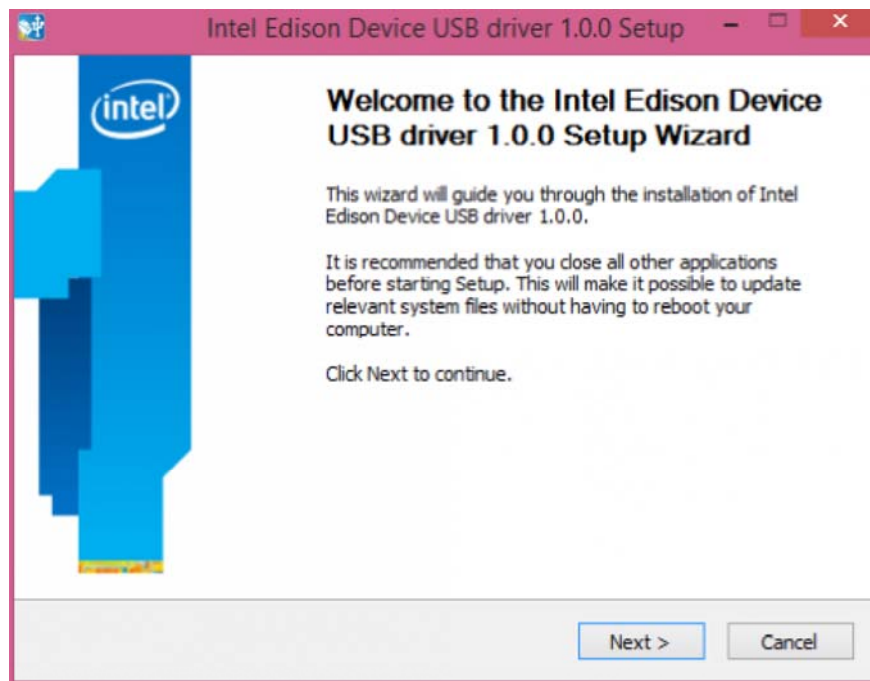 Intel Edison Device USB driver 1.0.0 Setup
intel
Welcome to the Intel Edison Device
USB driver 1.0.0 Setup Wizard
This wizard will guide you through the installation of Intel
Edison Device USB driver 1.0.0.
It is recommended that you close all other applications
before starting Setup. This will make it possible to update
relevant system files without having to reboot your
computer.
Click Next to continue.
Next >
Cancel